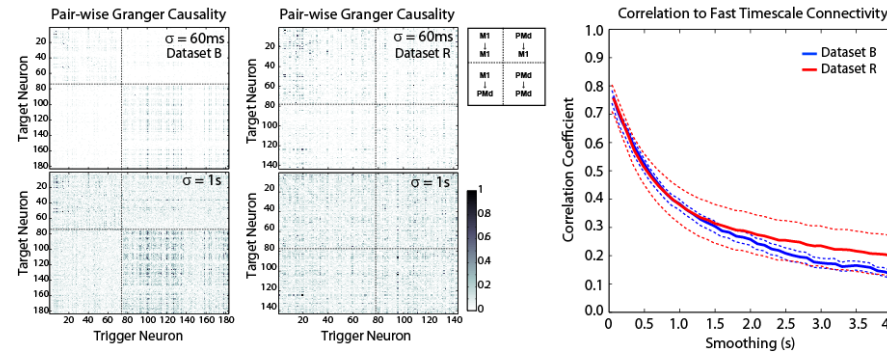 Pair-wise Granger Causality
σ = 60ms
Dataset B
Target Neuron
20
40
60
80
100
120
140
160
180
σ = 1s
Target Neuron
20
40
60
80
100
120
140
160
180
20 40 60 80 100 120 140 160 180
Trigger Neuron
Pair-wise Granger Causality
σ = 60ms
Dataset R
Target Neuron
20
40
60
80
100
120
140
σ = 1s
Target Neuron
20
40
60
80
100
120
140
20 40 60 80 100 120 140
Trigger Neuron
M1 PMd
↓ ↓
M1 M1
M1 PMd
↓ ↓
PMd PMd
1
0.8
0.6
0.4
0.2
0
Correlation to Fast Timescale Connectivity
Dataset B
Dataset R
Correlation Coefficient
1.0
0.9
0.8
0.7
0.6
0.5
0.4
0.3
0.2
0.1
0.0
0 0.5 1.0 1.5 2.0 2.5 3.0 3.5 4
Smoothing (s)